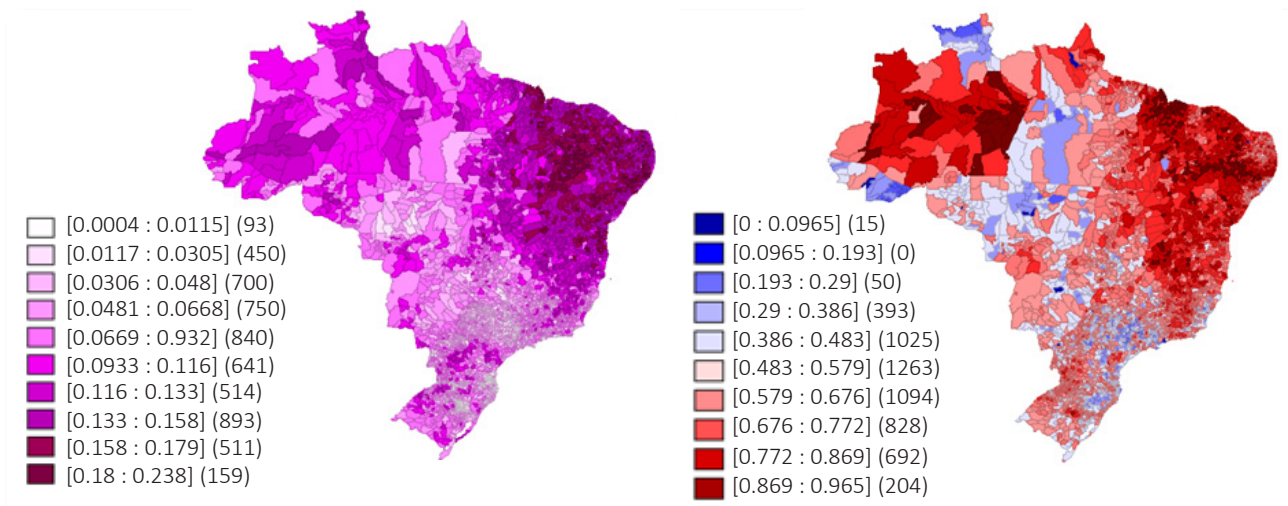 [0.0004 : 0.0115] (93)
[0.0117 : 0.0305] (450)
[0.0306 : 0.048] (700)
[0.0481 : 0.0668] (750)
[0.0669 : 0.932] (840)
[0.0933 : 0.116] (641)
[0.116 : 0.133] (514)
[0.133 : 0.158] (893)
[0.158 : 0.179] (511)
[0.18 : 0.238] (159)
[0 : 0.0965] (15)
[0.0965 : 0.193] (0)
[0.193 : 0.29] (50)
[0.29 : 0.386] (393)
[0.386 : 0.483] (1025)
[0.483 : 0.579] (1263)
[0.579 : 0.676] (1094)
[0.676 : 0.772] (828)
[0.772 : 0.869] (692)
[0.869 : 0.965] (204)